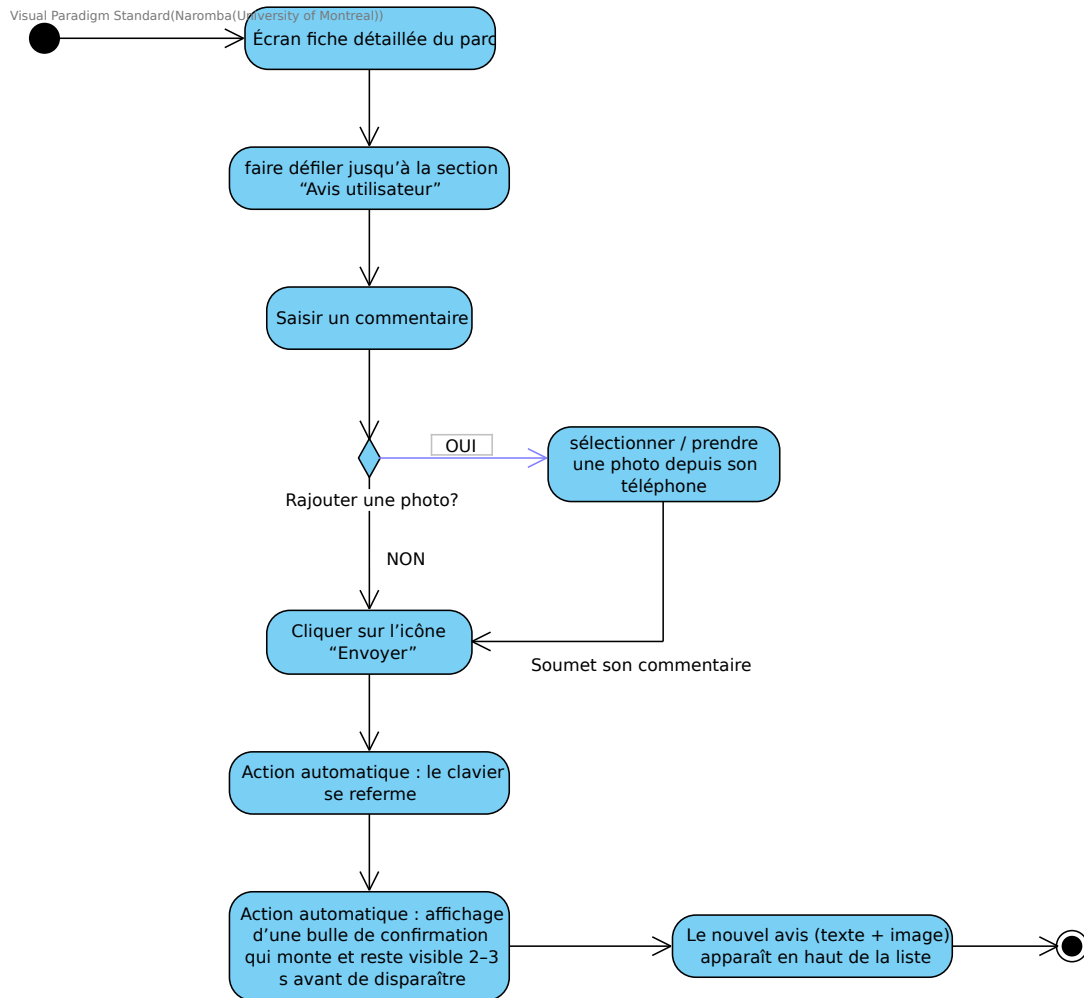 Visual Paradigm Standard(Naromba(University of Montreal))
Écran fiche détaillée du parc
faire défiler jusqu’à la section
“Avis utilisateur”
Saisir un commentaire
OUI
sélectionner / prendre
une photo depuis son
téléphone
Rajouter une photo?
NON
Cliquer sur l’icône
“Envoyer”
Soumet son commentaire
Action automatique : le clavier
se referme
Action automatique : affichage
d’une bulle de confirmation
qui monte et reste visible 2–3
s avant de disparaître
Le nouvel avis (texte + image)
apparaît en haut de la liste